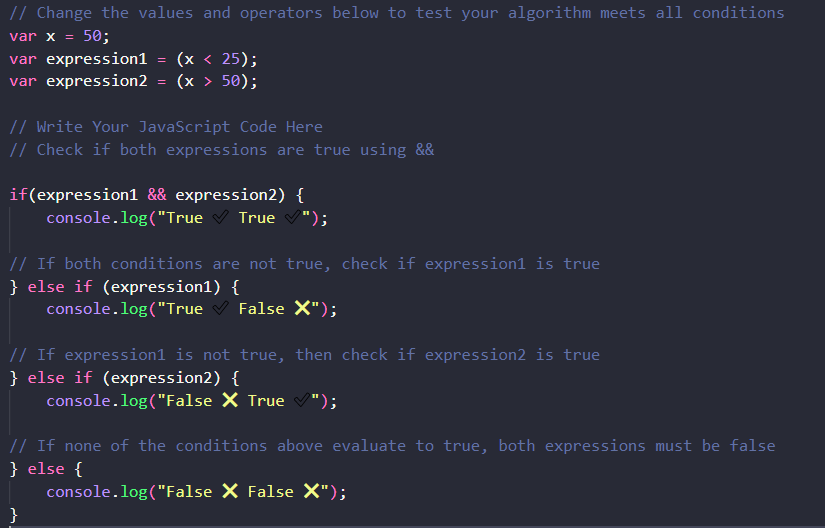 // Change the values and operators below to test your algorithm meets all conditions
var x = 50;
var expression1 = (x < 25);
var expression2 = (x > 50);
// Write Your JavaScript Code Here
// Check if both expressions are true using &&
if(expression1 && expression2) {
console.log("True ✔ True ✔");
// If both conditions are not true, check if expression1 is true
} else if (expression1) {
console.log("True ✔ False ❌");
// If expression1 is not true, then check if expression2 is true
} else if (expression2) {
console.log("False ❌ True ✔");
// If none of the conditions above evaluate to true, both expressions must be false
} else {
console.log("False ❌ False ❌");
}